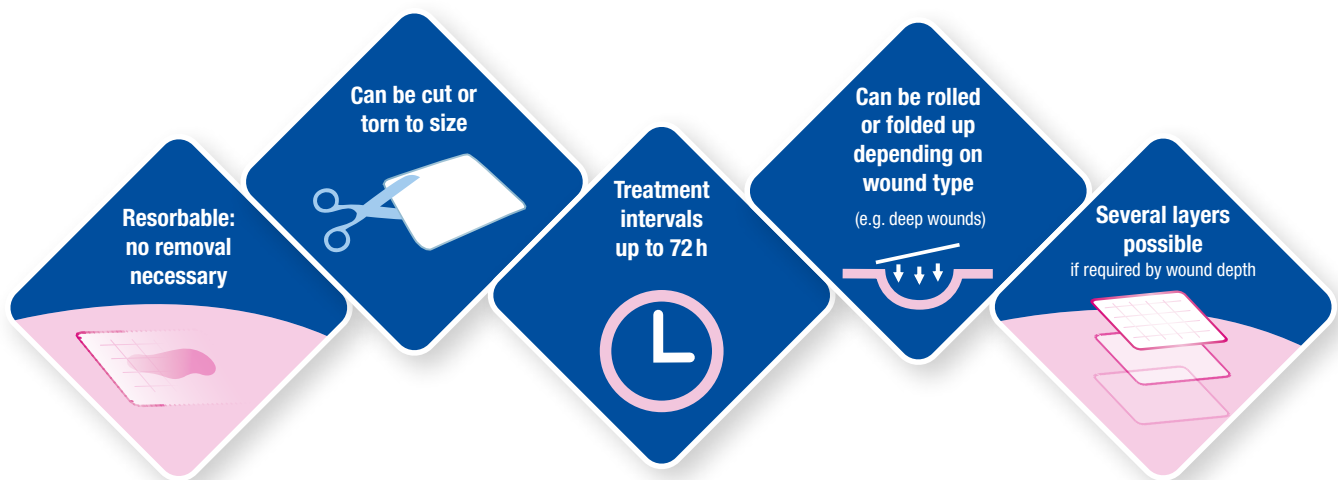 Resorbable:
no removal
necessary
Can be cut or
torn to size
Treatment
intervals
up to 72 h
Can be rolled
or folded up
depending on
wound type
(e.g. deep wounds)
Several layers
possible
if required by wound depth